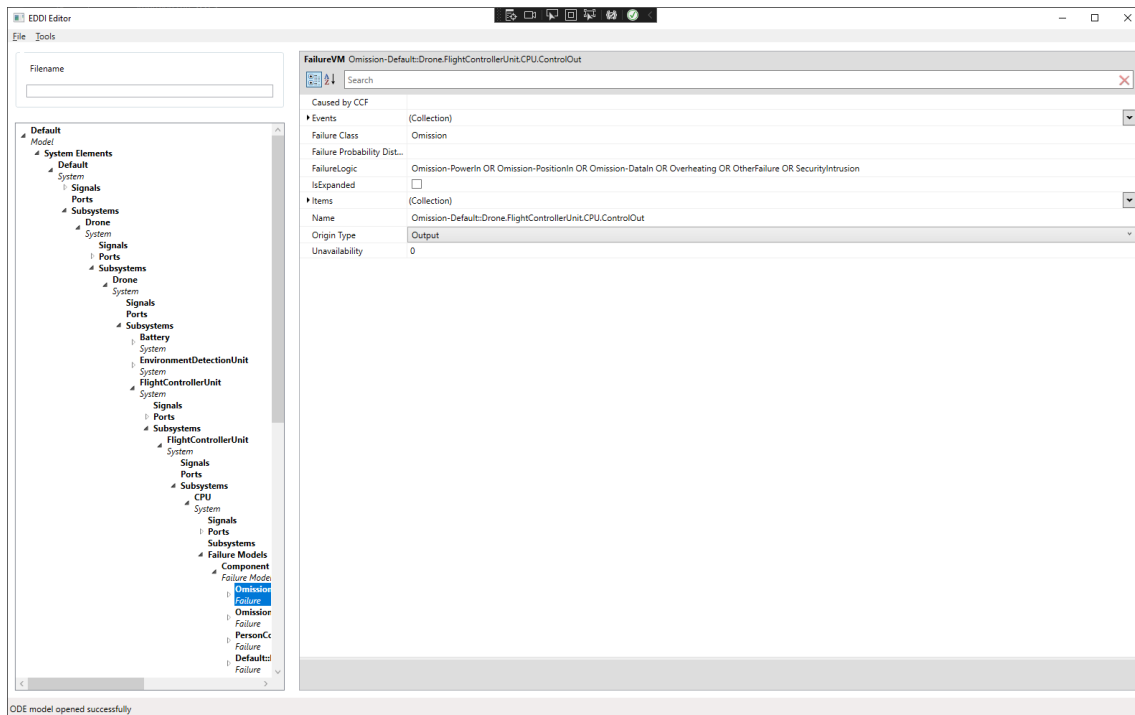 EDDI Editor
File Tools
Filename
Default
Model
System Elements
Default
System
Signals
Ports
Subsystems
Drone
System
Signals
Ports
Subsystems
Drone
System
Signals
Ports
Subsystems
Battery
System
EnvironmentDetectionUnit
System
FlightControllerUnit
System
Signals
Ports
Subsystems
FlightControllerUnit
System
Signals
Ports
Subsystems
CPU
System
Signals
Ports
Subsystems
Failure Models
Component
Failure Model
Omission
Failure
Omission
Failure
PersonCo
Failure
Default::
Failure
FailureVM Omission-Default::Drone.FlightControllerUnit.CPU.ControlOut
Search
Caused by CCF
Events (Collection)
Failure Class Omission
Failure Probability Dist...
FailureLogic Omission-PowerIn OR Omission-PositionIn OR Omission-DataIn OR Overheating OR OtherFailure OR SecurityIntrusion
IsExpanded
Items (Collection)
Name Omission-Default::Drone.FlightControllerUnit.CPU.ControlOut
Origin Type Output
Unavailability 0
ODE model opened successfully